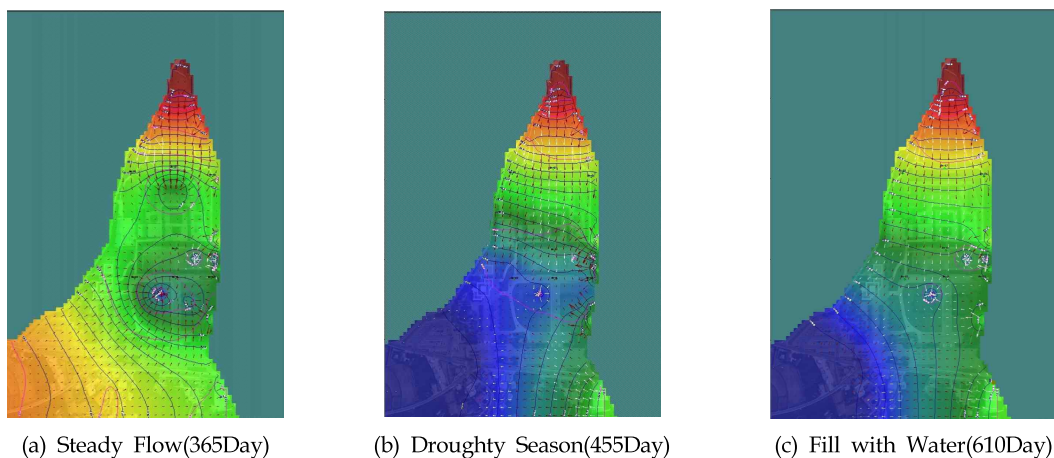 (a) Steady Flow(365Day)
(b) Droughty Season(455Day)
(c) Fill with Water(610Day)